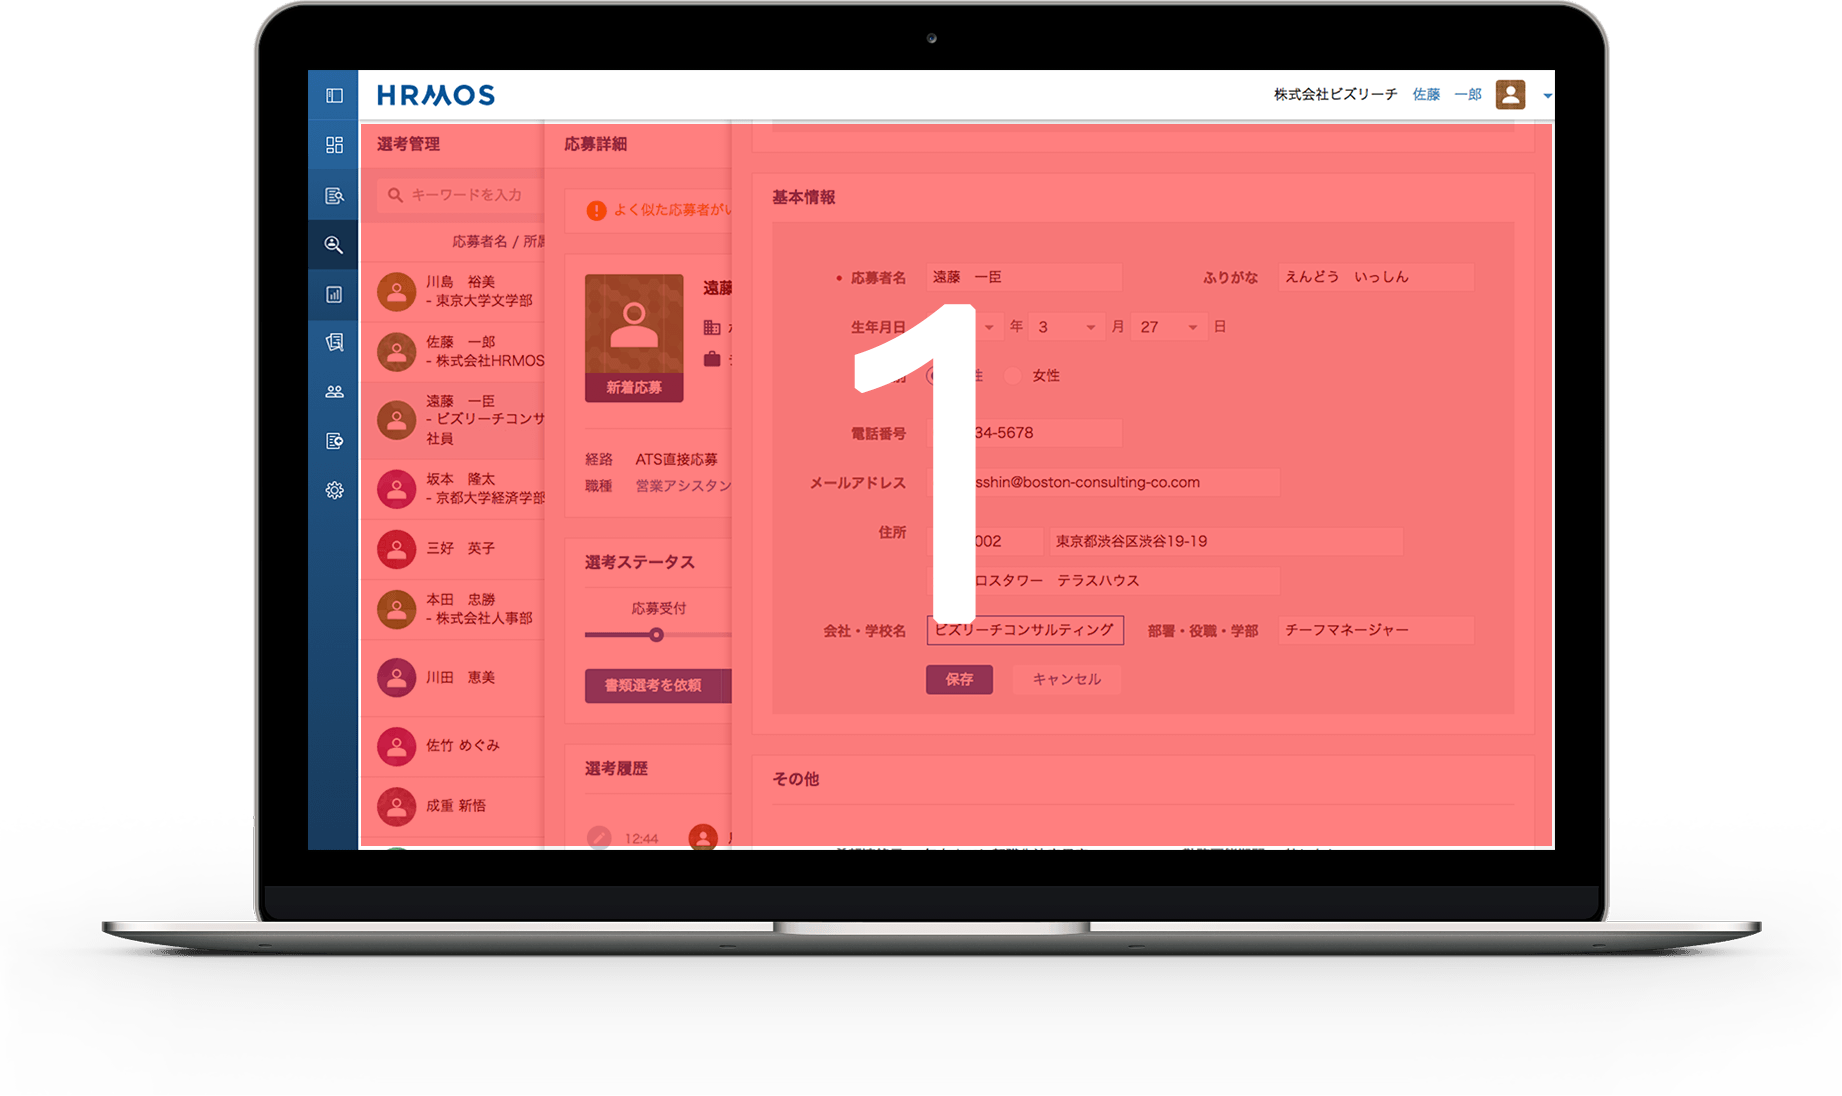 HRMOS
株式会社ビズリーチ 佐藤 一郎
選考管理
キーワードを入力
応募者名 / 所属
川島 裕美
- 東京大学文学部
佐藤 一郎
- 株式会社HRMOS
遠藤 一臣
- ビズリーチコンサ
社員
坂本 隆太
- 京都大学経済学部
三好 英子
本田 忠勝
- 株式会社人事部
川田 恵美
佐竹 めぐみ
成重 新悟
応募詳細
よく似た応募者がい
遠藤
新着応募
経路 ATS直接応募
職種 営業アシスタン
選考ステータス
応募受付
書類選考を依頼
選考履歴
12:44
基本情報
応募者名 遠藤 一臣 ふりがな えんどう いっしん
生年月日 年 3 月 27 日
女性
電話番号 34-5678
メールアドレス sshin@boston-consulting-co.com
住所 002 東京都渋谷区渋谷19-19
ロスタワー テラスハウス
会社・学校名 ビズリーチコンサルティング 部署・役職・学部 チーフマネージャー
保存 キャンセル
その他
1